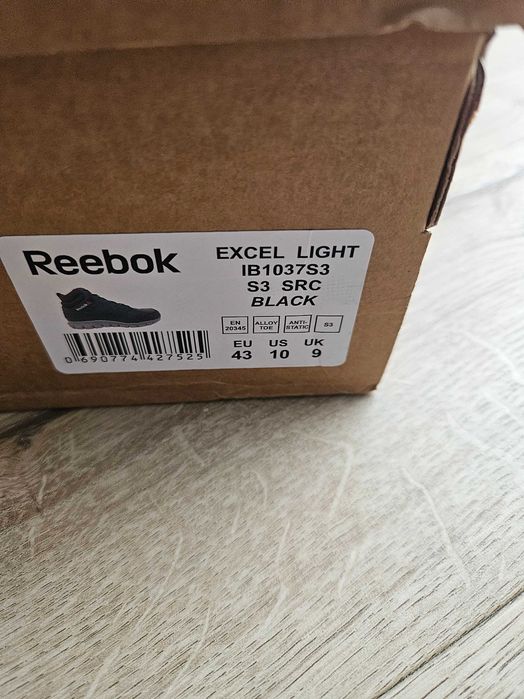 Reebok
EXCEL LIGHT
IB1037S3
S3 SRC
BLACK
EN 20345
ALLOY TOE
ANTI-STATIC
S3
EU US UK
43 10 9
0 690774 427525